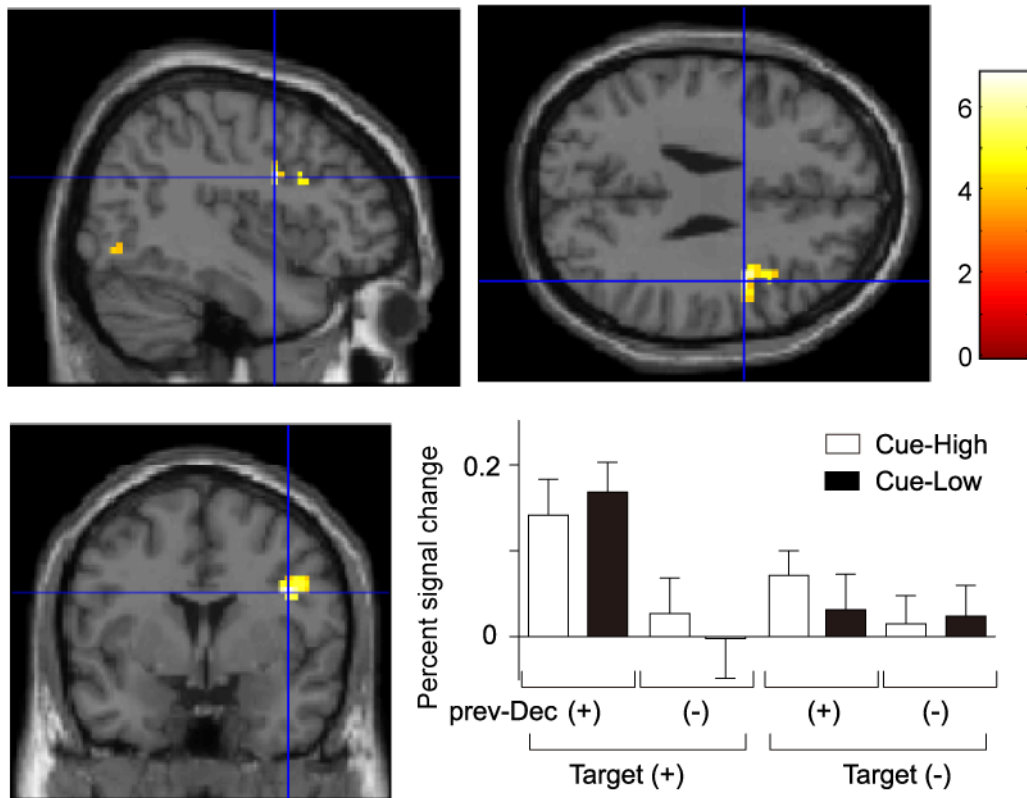 6
4
2
0
Percent signal change
0.2
0
Cue-High
Cue-Low
prev-Dec (+) (-) (+) (-)
Target (+) Target (-)